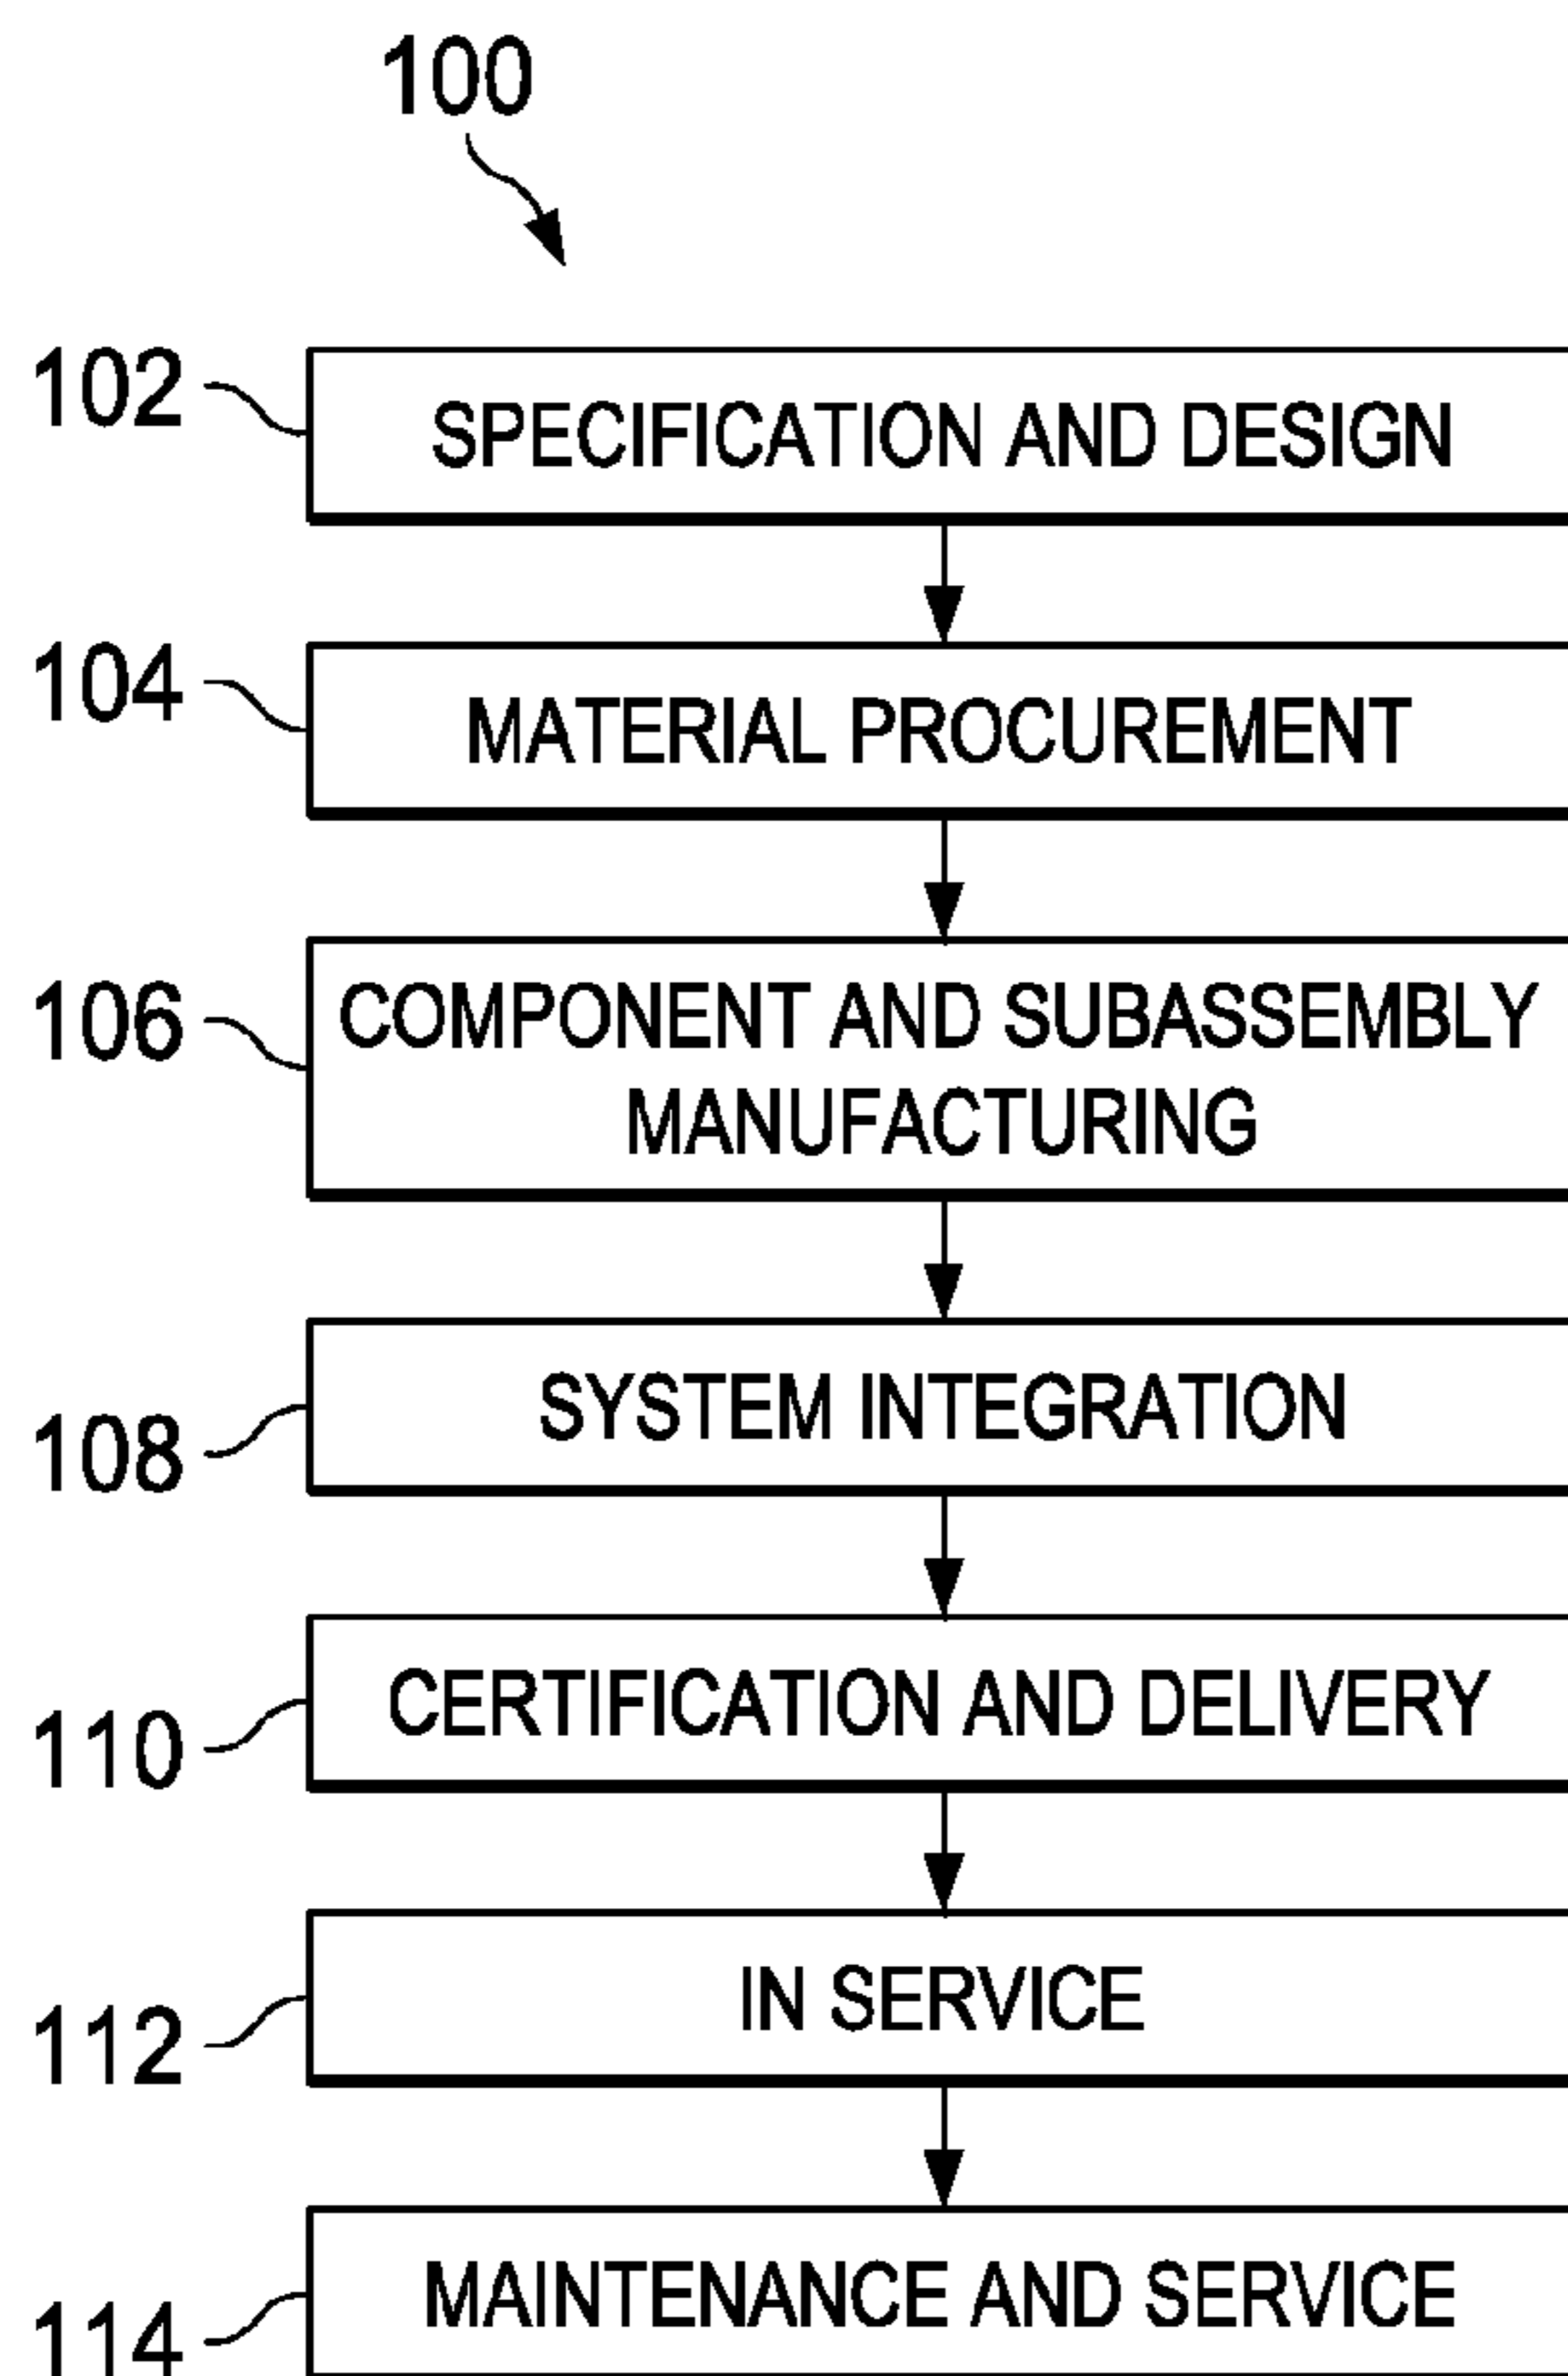 100
102
SPECIFICATION AND DESIGN
104
MATERIAL PROCUREMENT
106
COMPONENT AND SUBASSEMBLY
MANUFACTURING
108
SYSTEM INTEGRATION
110
CERTIFICATION AND DELIVERY
112
IN SERVICE
114
MAINTENANCE AND SERVICE